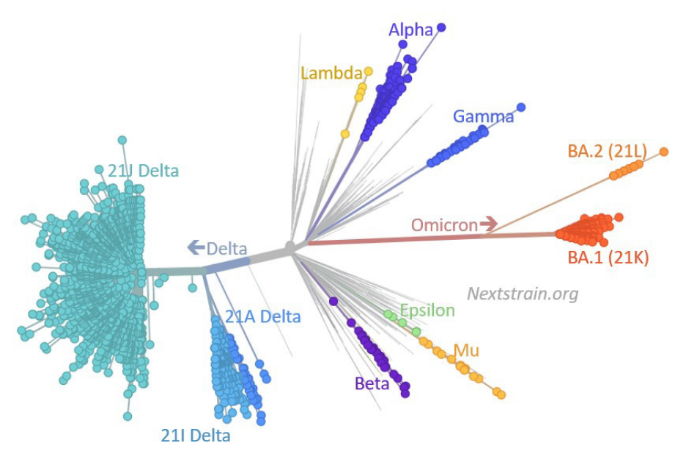 Alpha
Lambda
Gamma
BA.2 (21L)
21J Delta
Omicron→
←Delta
BA.1 (21K)
Nextstrain.org
21A Delta
Epsilon
Mu
Beta
21I Delta